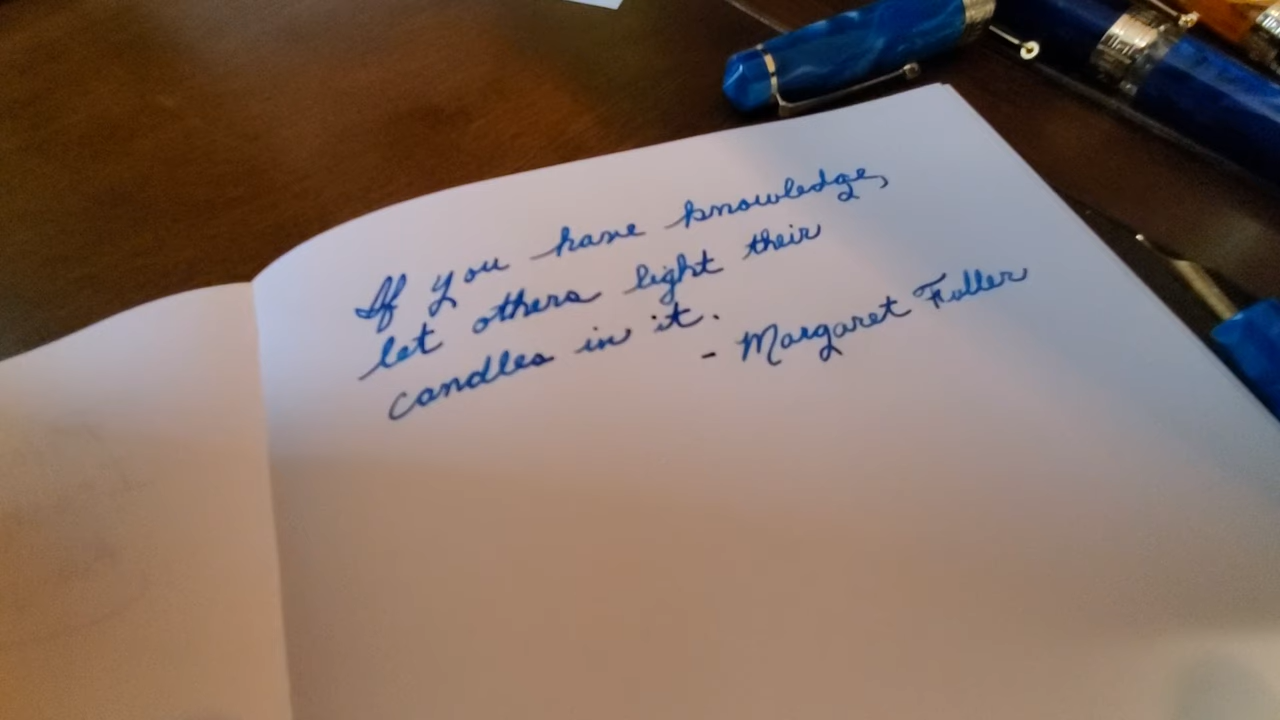 If you have knowledge,
let others light their
candles in it.
- Margaret Fuller